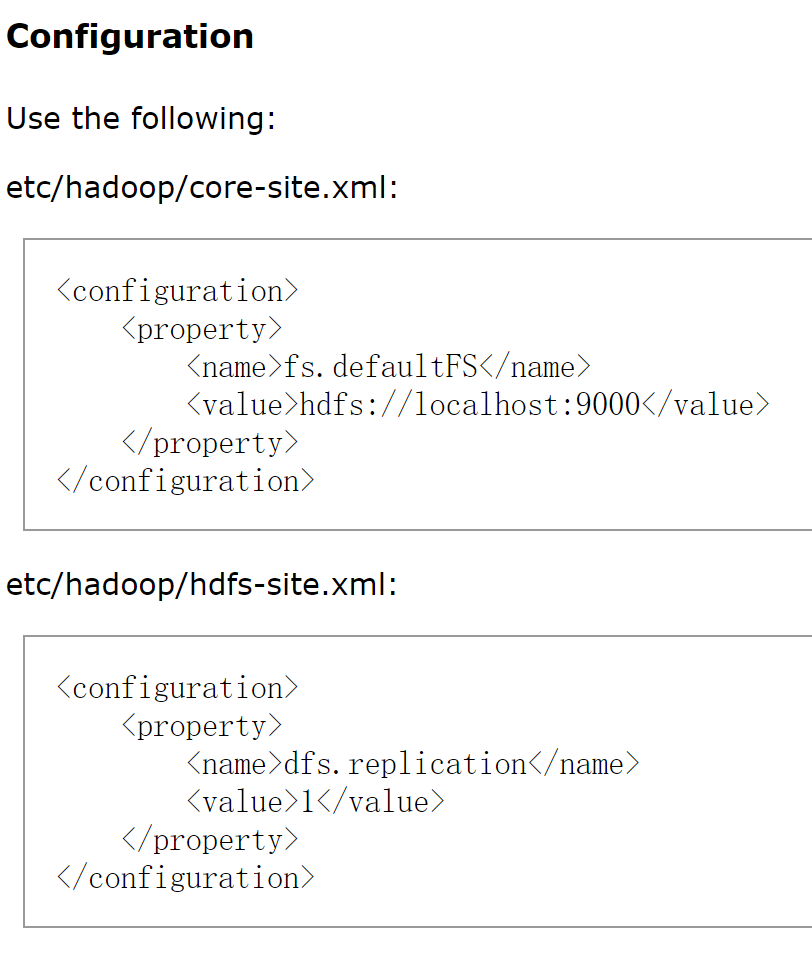 Configuration
Use the following:
etc/hadoop/core-site.xml:
<configuration>
    <property>
        <name>fs.defaultFS</name>
        <value>hdfs://localhost:9000</value>
    </property>
</configuration>
etc/hadoop/hdfs-site.xml:
<configuration>
    <property>
        <name>dfs.replication</name>
        <value>1</value>
    </property>
</configuration>